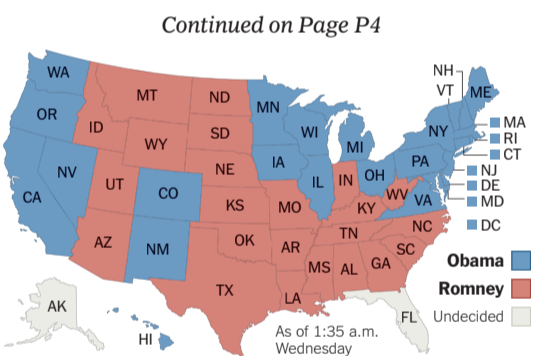 Continued on Page P4
WA
MT
ND
MN
NH
VT
ME
OR
ID
SD
WI
MI
NY
MA
RI
CT
WY
NE
IA
IL
IN
OH
PA
NJ
DE
MD
DC
NV
UT
CO
KS
MO
KY
WV
VA
CA
AZ
NM
OK
AR
TN
NC
SC
MS
AL
GA
TX
LA
FL
AK
HI
Obama
Romney
Undecided
As of 1:35 a.m.
Wednesday